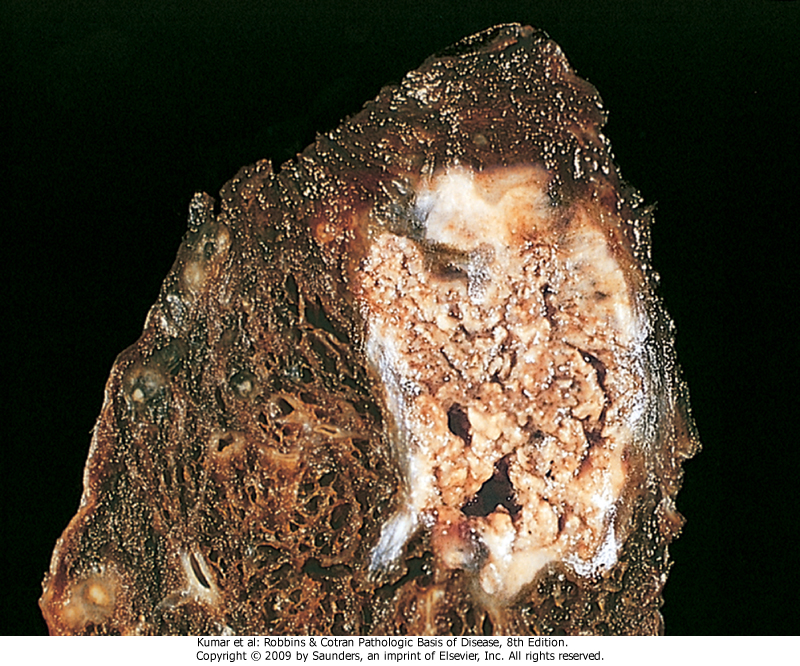 Kumar et al: Robbins & Cotran Pathologic Basis of Disease, 8th Edition.
Copyright © 2009 by Saunders, an imprint of Elsevier, Inc. All rights reserved.